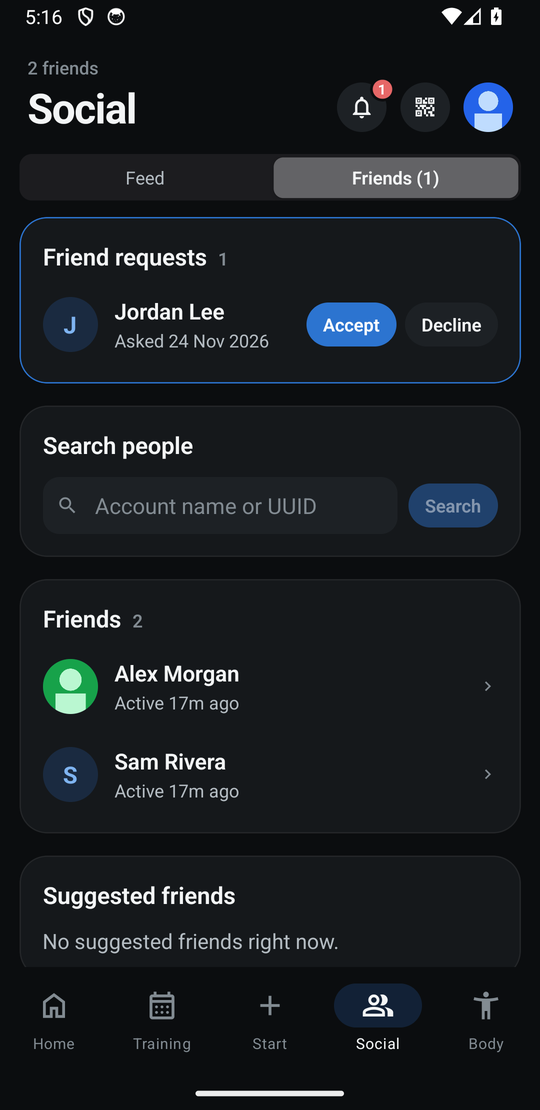 5:16
2 friends
Social
1
Feed
Friends (1)
Friend requests 1
J
Jordan Lee
Asked 24 Nov 2026
Accept
Decline
Search people
Account name or UUID
Search
Friends 2
Alex Morgan
Active 17m ago
S
Sam Rivera
Active 17m ago
Suggested friends
No suggested friends right now.
Home
Training
Start
Social
Body